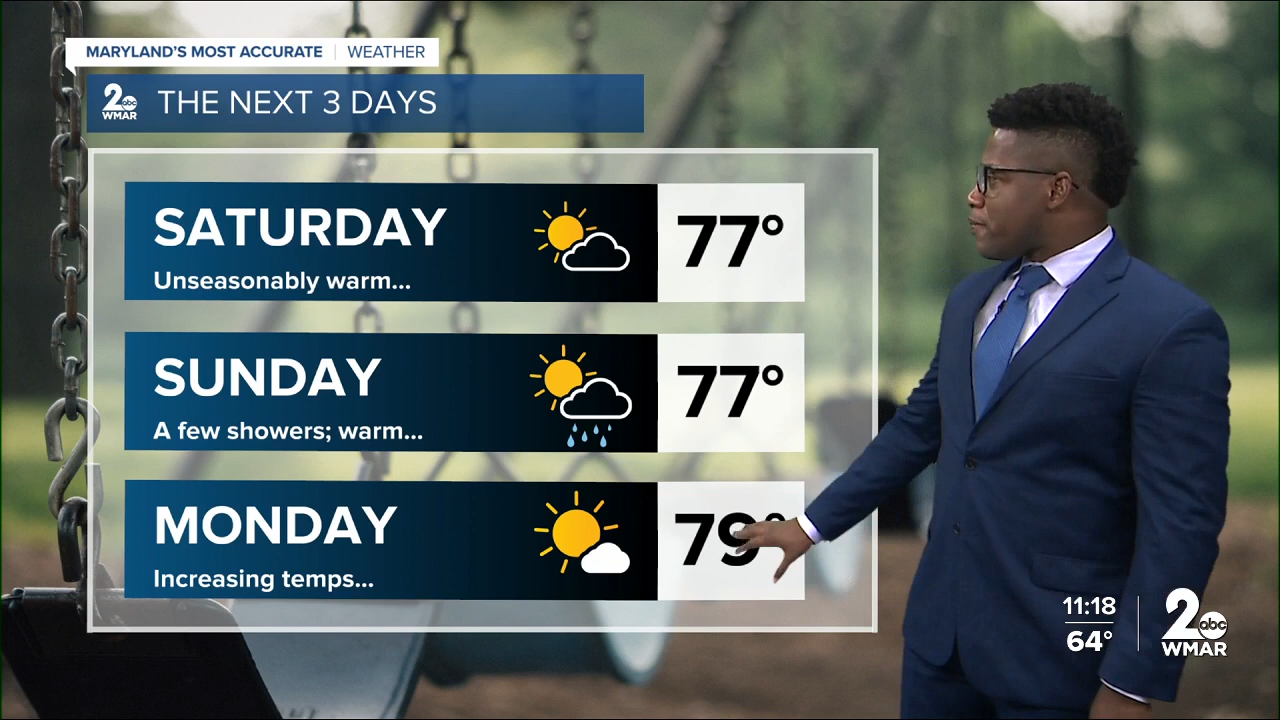 MARYLAND'S MOST ACCURATE | WEATHER
2 abc WMAR THE NEXT 3 DAYS
SATURDAY
Unseasonably warm...
77°
SUNDAY
A few showers; warm...
77°
MONDAY
Increasing temps...
79°
11:18
64°
2 abc
WMAR